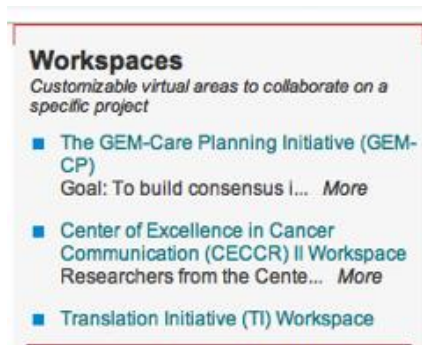 Workspaces
Customizable virtual areas to collaborate on a
specific project
The GEM-Care Planning Initiative (GEM-
CP)
Goal: To build consensus i... More
Center of Excellence in Cancer
Communication (CECCR) II Workspace
Researchers from the Cente... More
Translation Initiative (TI) Workspace